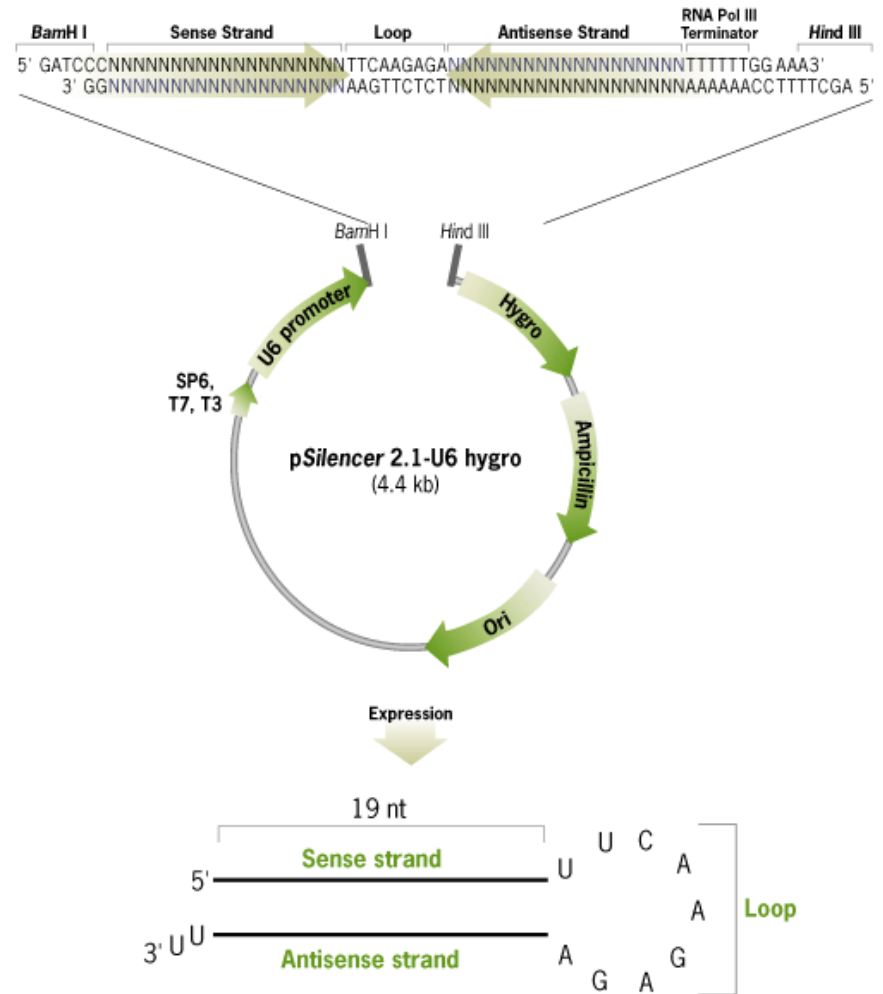 BamH I Sense Strand Loop Antisense Strand RNA Pol III Terminator Hind III
5' GATCCCNNNNNNNNNNNNNNNNNNNTTCAAGAGANNNNNNNNNNNNNNNNNNNTTTTTTGG AAA3'
3' GGNNNNNNNNNNNNNNNNNNNAAGTTCTCTNNNNNNNNNNNNNNNNNNNAAAAAACCTTTTCGA 5'
BamH I Hind III
U6 promoter
Hygro
SP6,
T7, T3
Ampicillin
pSilencer 2.1-U6 hygro
(4.4 kb)
Ori
Expression
19 nt
Sense strand
5'
U U C A A G A G A
Loop
3' U U
Antisense strand